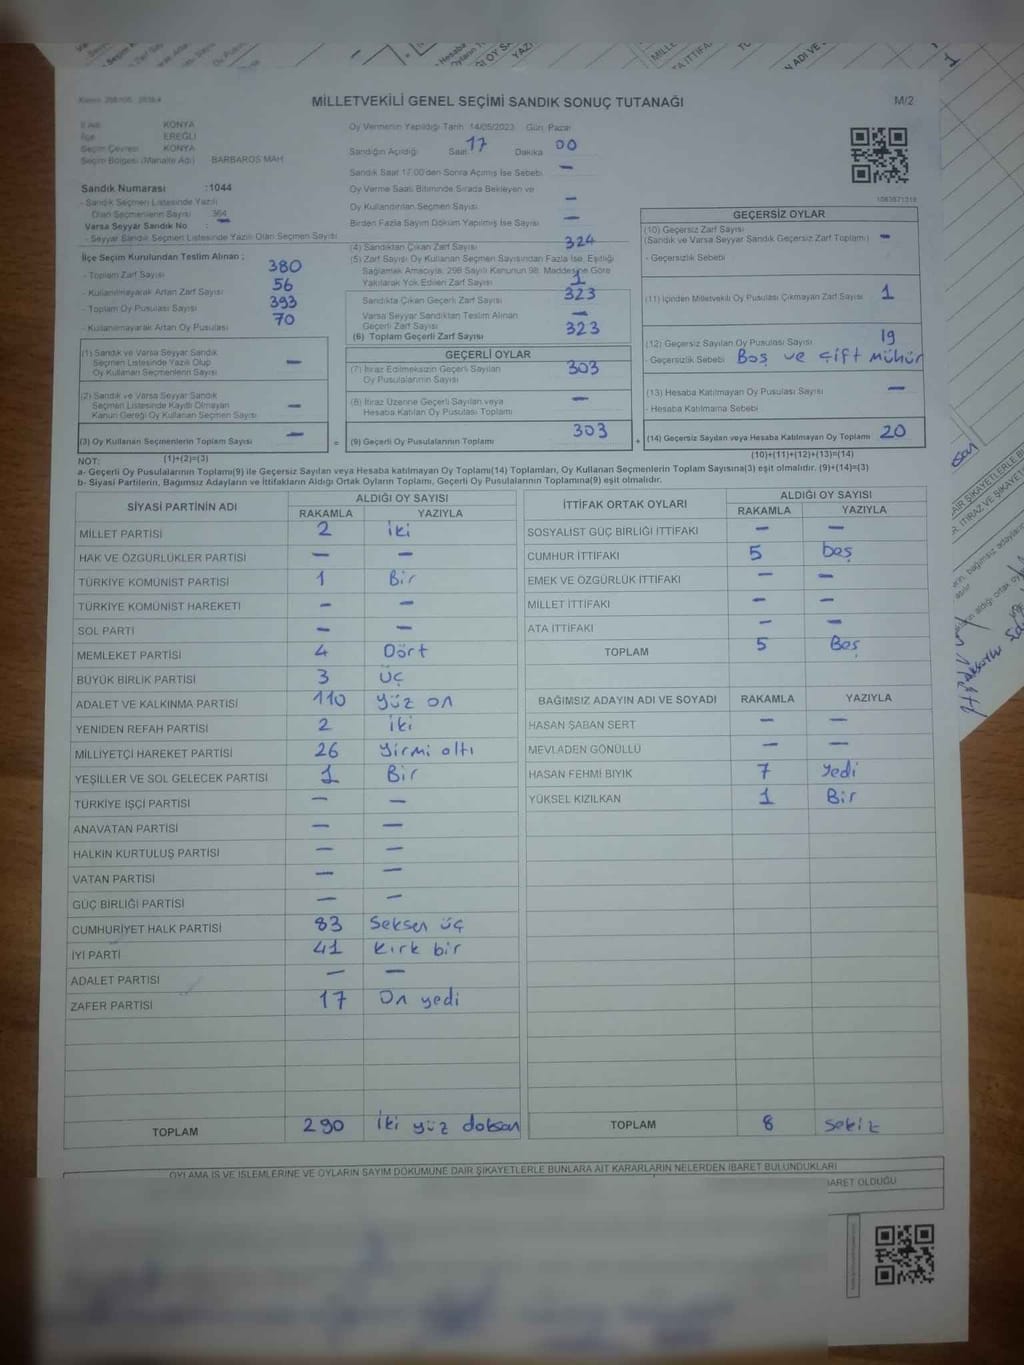 MİLLETVEKİLİ GENEL SEÇİMİ SANDIK SONUÇ TUTANAĞI
M/2
KONYA
EREĞLİ
Seçim Çevresi KONYA
Seçim Bölgesi (Mahalle Adı) BARBAROS MAH
Sandık Numarası :1044
- Sandık Seçmen Listesinde Yazılı
Olan Seçmenlerin Sayısı 364
Varsa Seyyar Sandık No : —
- Seyyar Sandık Seçmen Listesinde Yazılı Olan Seçmen Sayısı
İlçe Seçim Kurulundan Teslim Alınan ;
- Toplam Zarf Sayısı 380
- Kullanılmayarak Artan Zarf Sayısı 56
- Toplam Oy Pusulası Sayısı 393
- Kullanılmayarak Artan Oy Pusulası 70
(1) Sandık ve Varsa Seyyar Sandık
Seçmen Listesinde Yazılı Olup
Oy Kullanan Seçmenlerin Sayısı —
(2) Sandık ve Varsa Seyyar Sandık
Seçmen Listesinde Kayıtlı Olmayan
Kanun Gereği Oy Kullanan Seçmen Sayısı —
(3) Oy Kullanan Seçmenlerin Toplam Sayısı —
Oy Vermenin Yapıldığı Tarih 14/05/2023 Gün Pazar
Sandığın Açıldığı Saat 17 Dakika 00
Sandık Saat 17:00'den Sonra Açılmış İse Sebebi —
Oy Verme Saati Bitiminde Sırada Bekleyen ve
Oy Kullandırılan Seçmen Sayısı —
Birden Fazla Sayım Döküm Yapılmış İse Sayısı —
(4) Sandıktan Çıkan Zarf Sayısı 324
(5) Zarf Sayısı Oy Kullanan Seçmen Sayısından Fazla İse, Eşitliği
Sağlamak Amacıyla, 298 Sayılı Kanunun 98. Maddesine Göre
Yakılarak Yok Edilen Zarf Sayısı 1
Sandıkta Çıkan Geçerli Zarf Sayısı 323
Varsa Seyyar Sandıktan Teslim Alınan
Geçerli Zarf Sayısı —
(6) Toplam Geçerli Zarf Sayısı 323
GEÇERLİ OYLAR
(7) İtiraz Edilmeksizin Geçerli Sayılan
Oy Pusulalarının Sayısı 303
(8) İtiraz Üzerine Geçerli Sayılan veya
Hesaba Katılan Oy Pusulası Toplamı —
= (9) Geçerli Oy Pusulalarının Toplamı 303
GEÇERSİZ OYLAR
(10) Geçersiz Zarf Sayısı
(Sandık ve Varsa Seyyar Sandık Geçersiz Zarf Toplamı) —
- Geçersizlik Sebebi
(11) İçinden Milletvekili Oy Pusulası Çıkmayan Zarf Sayısı 1
(12) Geçersiz Sayılan Oy Pusulası Sayısı 19
- Geçersizlik Sebebi Boş ve çift mühür
(13) Hesaba Katılmayan Oy Pusulası Sayısı —
- Hesaba Katılmama Sebebi
+ (14) Geçersiz Sayılan veya Hesaba Katılmayan Oy Toplamı 20
NOT: (1)+(2)=(3) (10)+(11)+(12)+(13)=(14)
a- Geçerli Oy Pusulalarının Toplamı(9) ile Geçersiz Sayılan veya Hesaba katılmayan Oy Toplamı(14) Toplamları, Oy Kullanan Seçmenlerin Toplam Sayısına(3) eşit olmalıdır. (9)+(14)=(3)
b- Siyasi Partilerin, Bağımsız Adayların ve İttifakların Aldığı Ortak Oyların Toplamı, Geçerli Oy Pusulalarının Toplamına(9) eşit olmalıdır.
SİYASİ PARTİNİN ADI ALDIĞI OY SAYISI
RAKAMLA YAZIYLA
MİLLET PARTİSİ 2 iki
HAK VE ÖZGÜRLÜKLER PARTİSİ — —
TÜRKİYE KOMÜNİST PARTİSİ 1 Bir
TÜRKİYE KOMÜNİST HAREKETİ — —
SOL PARTİ — —
MEMLEKET PARTİSİ 4 Dört
BÜYÜK BİRLİK PARTİSİ 3 üç
ADALET VE KALKINMA PARTİSİ 110 yüz on
YENİDEN REFAH PARTİSİ 2 iki
MİLLİYETÇİ HAREKET PARTİSİ 26 yirmi altı
YEŞİLLER VE SOL GELECEK PARTİSİ 1 Bir
TÜRKİYE İŞÇİ PARTİSİ — —
ANAVATAN PARTİSİ — —
HALKIN KURTULUŞ PARTİSİ — —
VATAN PARTİSİ — —
GÜÇ BİRLİĞİ PARTİSİ — —
CUMHURİYET HALK PARTİSİ 83 Seksen üç
İYİ PARTİ 41 kırk bir
ADALET PARTİSİ — —
ZAFER PARTİSİ 17 On yedi
TOPLAM 290 iki yüz doksan
İTTİFAK ORTAK OYLARI ALDIĞI OY SAYISI
RAKAMLA YAZIYLA
SOSYALİST GÜÇ BİRLİĞİ İTTİFAKI — —
CUMHUR İTTİFAKI 5 beş
EMEK VE ÖZGÜRLÜK İTTİFAKI — —
MİLLET İTTİFAKI — —
ATA İTTİFAKI — —
TOPLAM 5 Beş
BAĞIMSIZ ADAYIN ADI VE SOYADI RAKAMLA YAZIYLA
HASAN ŞABAN SERT — —
MEVLADEN GÖNÜLLÜ — —
HASAN FEHMİ BIYIK 7 yedi
YÜKSEL KIZILKAN 1 Bir
TOPLAM 8 sekiz
OYLAMA İŞ VE İŞLEMLERİNE VE OYLARIN SAYIM DÖKÜMÜNE DAİR ŞİKAYETLERLE BUNLARA AİT KARARLARIN NELERDEN İBARET BULUNDUKLARI